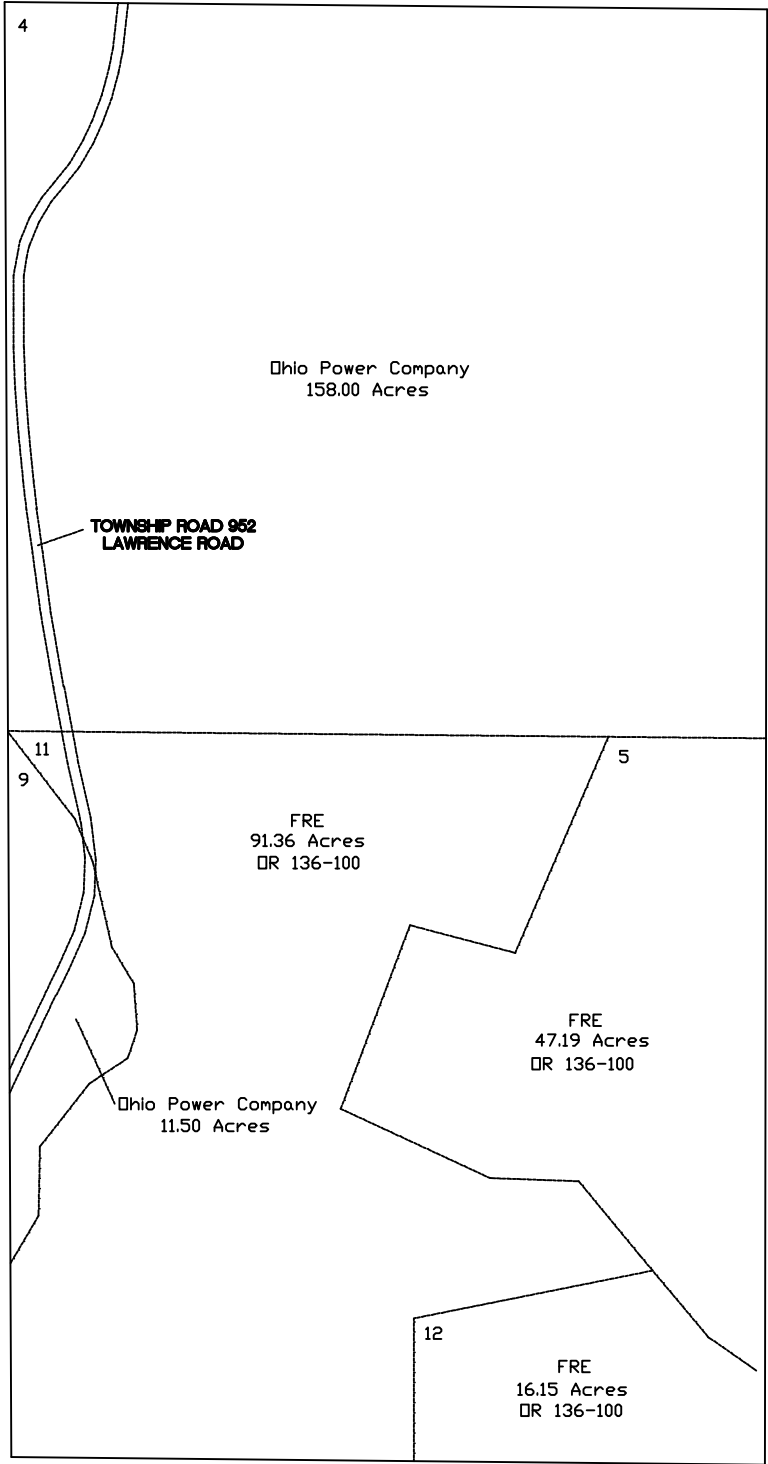 4
Ohio Power Company
158.00 Acres
TOWNSHIP ROAD 952
LAWRENCE ROAD
11
9
5
FRE
91.36 Acres
OR 136-100
FRE
47.19 Acres
OR 136-100
Ohio Power Company
11.50 Acres
12
FRE
16.15 Acres
OR 136-100